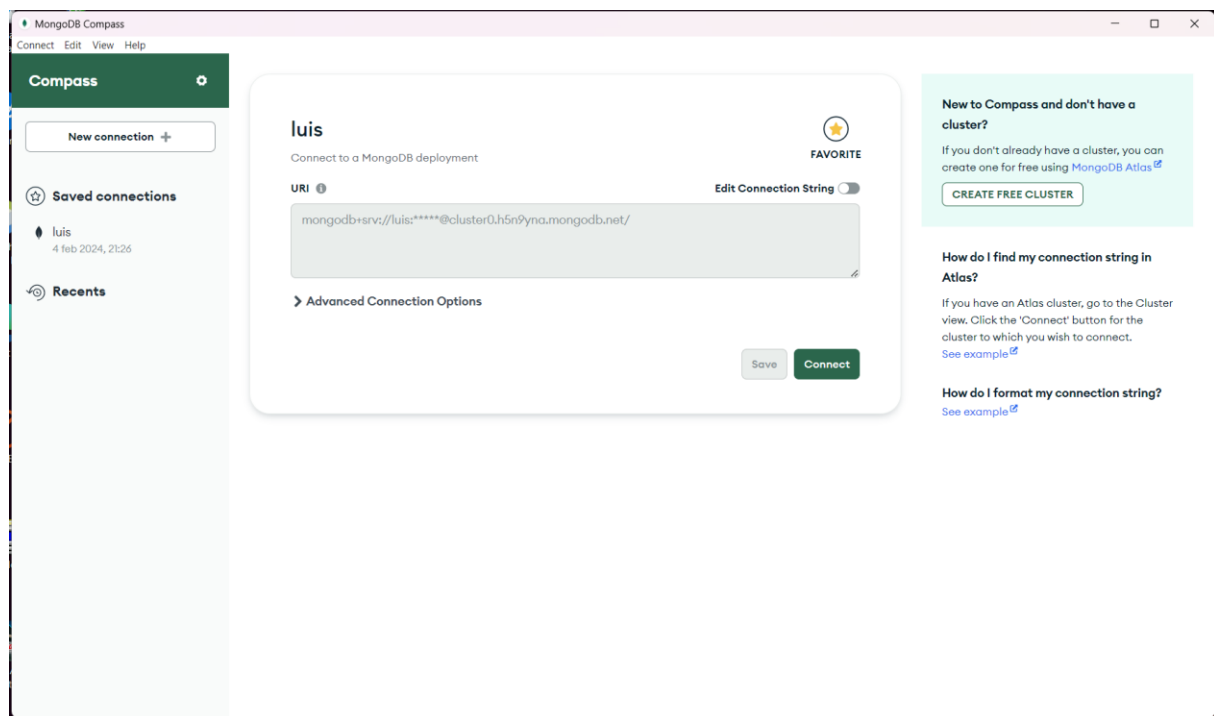 MongoDB Compass
Connect Edit View Help
Compass
New connection
Saved connections
luis
4 feb 2024, 21:26
Recents
luis
Connect to a MongoDB deployment
FAVORITE
URI
Edit Connection String
mongodb+srv://luis:*****@cluster0.h5n9yna.mongodb.net/
Advanced Connection Options
Save
Connect
New to Compass and don't have a
cluster?
If you don't already have a cluster, you can
create one for free using MongoDB Atlas
CREATE FREE CLUSTER
How do I find my connection string in
Atlas?
If you have an Atlas cluster, go to the Cluster
view. Click the 'Connect' button for the
cluster to which you wish to connect.
See example
How do I format my connection string?
See example